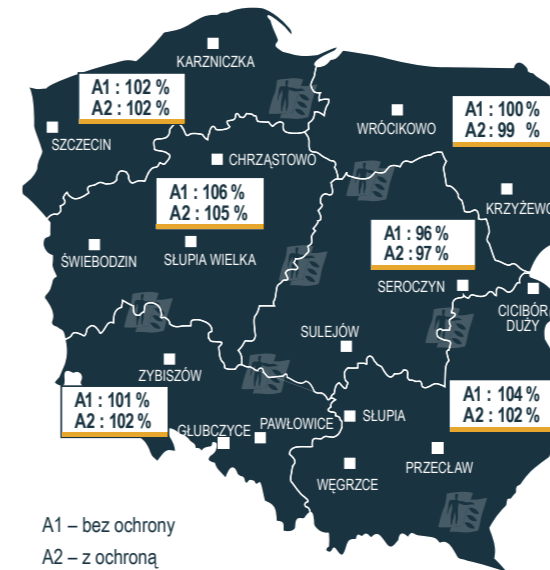 KARZNICZKA
A1 : 102 %
A2 : 102 %
SZCZECIN
WRÓCIKOWO
A1 : 100 %
A2 : 99 %
CHRZĄSTOWO
A1 : 106 %
A2 : 105 %
KRZYŻEWO
ŚWIEBODZIN
SŁUPIA WIELKA
A1 : 96 %
A2 : 97 %
SEROCZYN
CICIBÓR
DUŻY
SULEJÓW
ZYBISZÓW
A1 : 101 %
A2 : 102 %
A1 : 104 %
A2 : 102 %
GŁUBCZYCE
PAWŁOWICE
SŁUPIA
PRZECŁAW
WĘGRZCE
A1 – bez ochrony
A2 – z ochroną